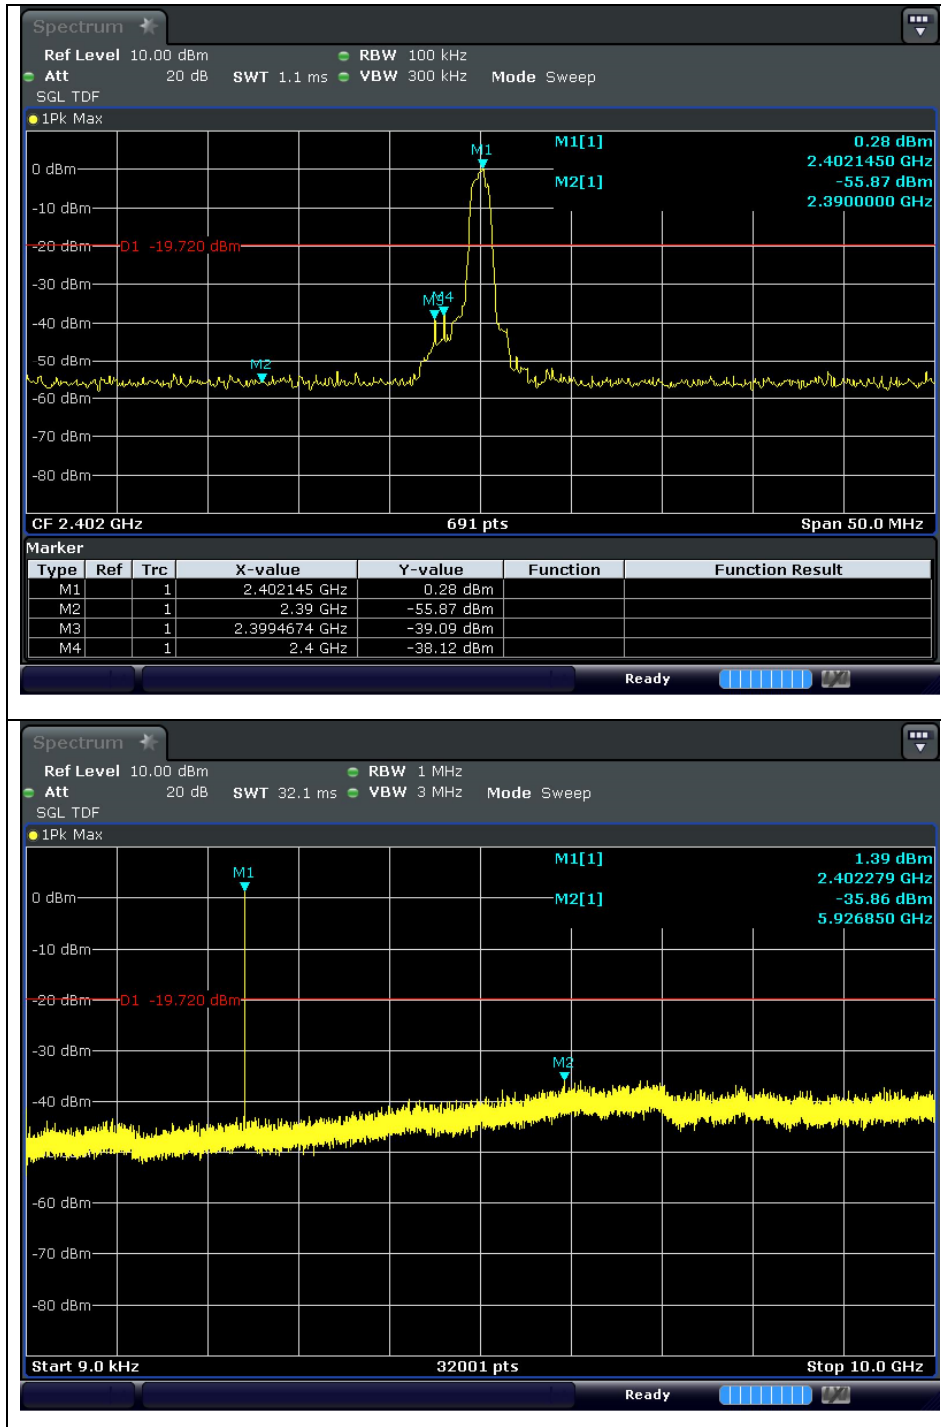 Spectrum
Ref Level 10.00 dBm RBW 100 kHz
Att 20 dB SWT 1.1 ms VBW 300 kHz Mode Sweep
SGL TDF
1Pk Max
M1[1] 0.28 dBm
2.4021450 GHz
M2[1] -55.87 dBm
2.3900000 GHz
M1
0 dBm
-10 dBm
-20 dBm D1 -19.720 dBm
-30 dBm
M3 M4
-40 dBm
-50 dBm
M2
-60 dBm
-70 dBm
-80 dBm
CF 2.402 GHz 691 pts Span 50.0 MHz
Marker
Type Ref Trc X-value Y-value Function Function Result
M1 1 2.402145 GHz 0.28 dBm
M2 1 2.39 GHz -55.87 dBm
M3 1 2.3994674 GHz -39.09 dBm
M4 1 2.4 GHz -38.12 dBm
Ready
Spectrum
Ref Level 10.00 dBm RBW 1 MHz
Att 20 dB SWT 32.1 ms VBW 3 MHz Mode Sweep
SGL TDF
1Pk Max
M1[1] 1.39 dBm
2.402279 GHz
M2[1] -35.86 dBm
5.926850 GHz
M1
0 dBm
-10 dBm
-20 dBm D1 -19.720 dBm
-30 dBm
M2
-40 dBm
-60 dBm
-70 dBm
-80 dBm
Start 9.0 kHz 32001 pts Stop 10.0 GHz
Ready